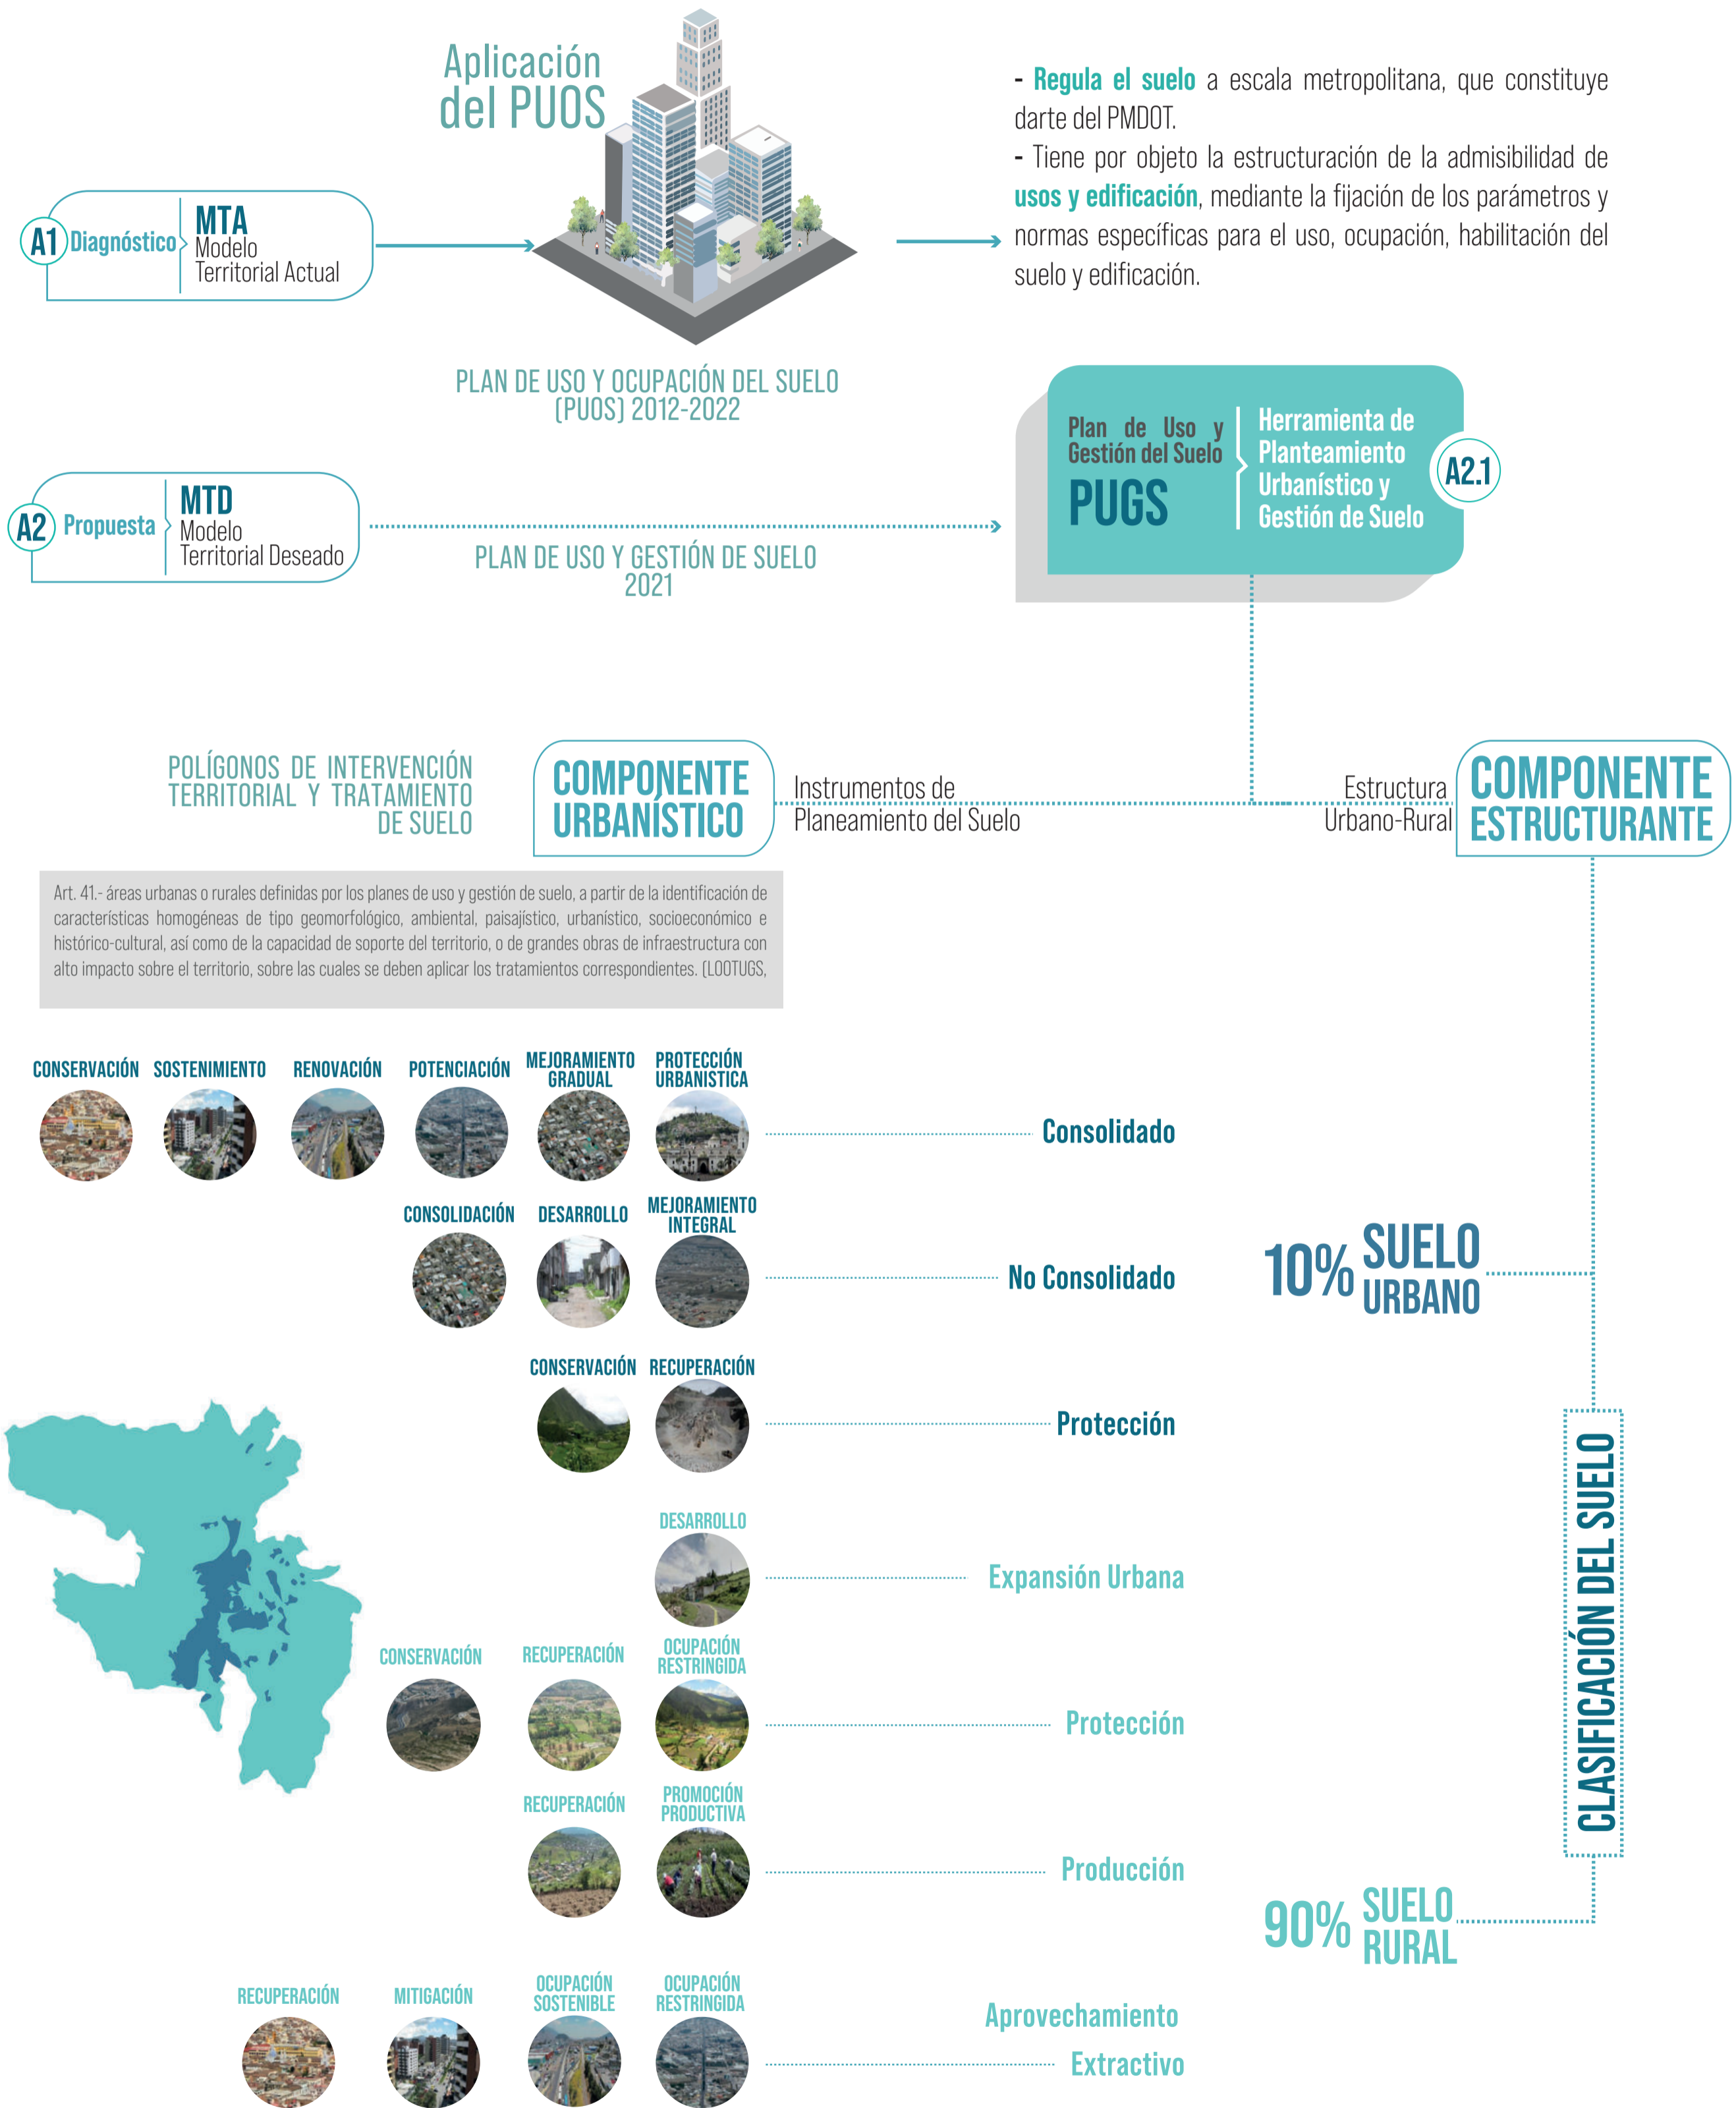 Aplicación
del PUOS
- Regula el suelo a escala metropolitana, que constituye
darte del PMDOT.
- Tiene por objeto la estructuración de la admisibilidad de
usos y edificación, mediante la fijación de los parámetros y
normas específicas para el uso, ocupación, habilitación del
suelo y edificación.
A1 Diagnóstico
MTA
Modelo
Territorial Actual
PLAN DE USO Y OCUPACIÓN DEL SUELO
(PUOS) 2012-2022
A2 Propuesta
MTD
Modelo
Territorial Deseado
PLAN DE USO Y GESTIÓN DE SUELO
2021
Plan de Uso y
Gestión del Suelo
PUGS
Herramienta de
Planteamiento
Urbanístico y
Gestión de Suelo
A2.1
POLÍGONOS DE INTERVENCIÓN
TERRITORIAL Y TRATAMIENTO
DE SUELO
COMPONENTE
URBANÍSTICO
Instrumentos de
Planeamiento del Suelo
Estructura
Urbano-Rural
COMPONENTE
ESTRUCTURANTE
Art. 41.- áreas urbanas o rurales definidas por los planes de uso y gestión de suelo, a partir de la identificación de
características homogéneas de tipo geomorfológico, ambiental, paisajístico, urbanístico, socioeconómico e
histórico-cultural, así como de la capacidad de soporte del territorio, o de grandes obras de infraestructura con
alto impacto sobre el territorio, sobre las cuales se deben aplicar los tratamientos correspondientes. (LOOTUGS,
CONSERVACIÓN
SOSTENIMIENTO
RENOVACIÓN
POTENCIACIÓN
MEJORAMIENTO
GRADUAL
PROTECCIÓN
URBANISTICA
Consolidado
CONSOLIDACIÓN
DESARROLLO
MEJORAMIENTO
INTEGRAL
No Consolidado
10% SUELO
URBANO
CONSERVACIÓN
RECUPERACIÓN
Protección
CLASIFICACIÓN DEL SUELO
DESARROLLO
Expansión Urbana
CONSERVACIÓN
RECUPERACIÓN
OCUPACIÓN
RESTRINGIDA
Protección
RECUPERACIÓN
PROMOCIÓN
PRODUCTIVA
Producción
90% SUELO
RURAL
RECUPERACIÓN
MITIGACIÓN
OCUPACIÓN
SOSTENIBLE
OCUPACIÓN
RESTRINGIDA
Aprovechamiento
Extractivo